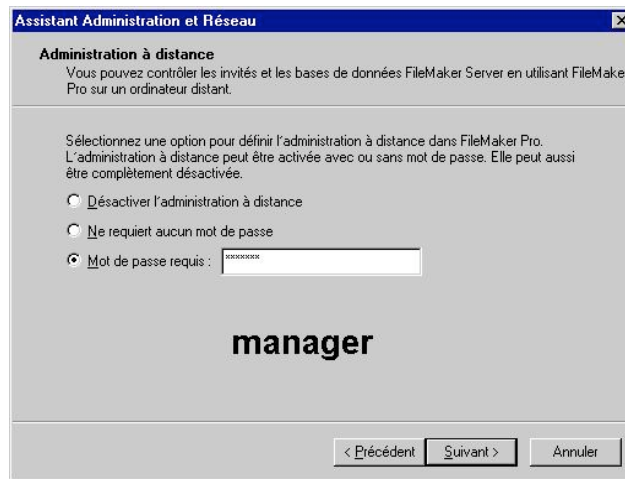 Assistant Administration et Réseau
Administration à distance
Vous pouvez contrôler les invités et les bases de données FileMaker Server en utilisant FileMaker
Pro sur un ordinateur distant.
Sélectionnez une option pour définir l'administration à distance dans FileMaker Pro.
L'administration à distance peut être activée avec ou sans mot de passe. Elle peut aussi
être complètement désactivée.
Désactiver l'administration à distance
Ne requiert aucun mot de passe
Mot de passe requis : *******
manager
< Précédent Suivant > Annuler